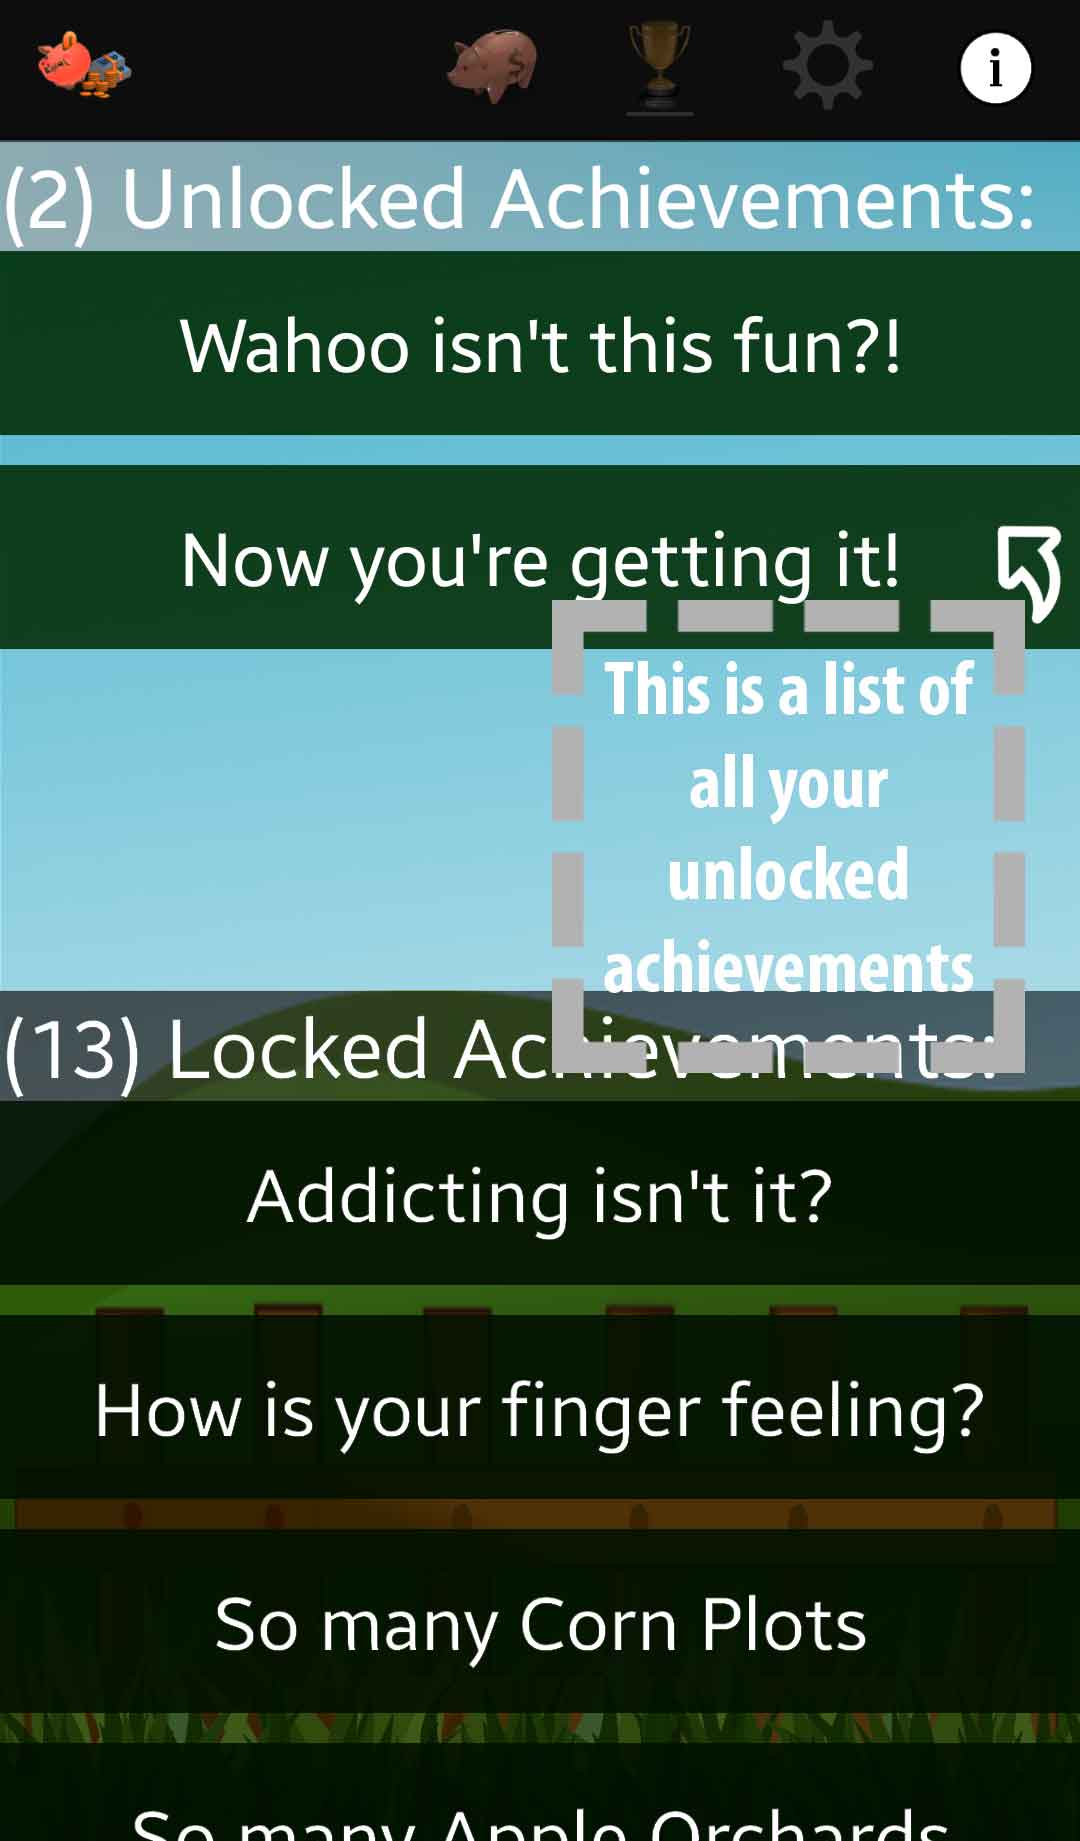 i
(2) Unlocked Achievements:
Wahoo isn't this fun?!
Now you're getting it!
This is a list of
all your
unlocked
achievements
(13) Locked Achievements:
Addicting isn't it?
How is your finger feeling?
So many Corn Plots
So many Apple Orchards